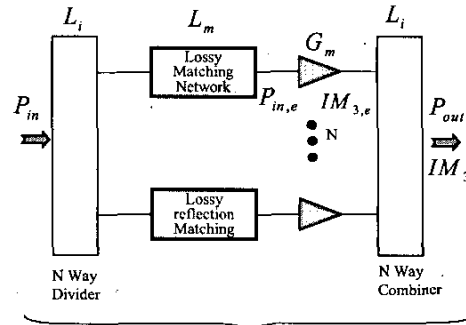 L_i
L_m
L_i
Lossy
Matching
Network
G_m
P_in
P_in,e
IM_3,e
P_out
N
IM_3
Lossy
reflection
Matching
N Way
Divider
N Way
Combiner